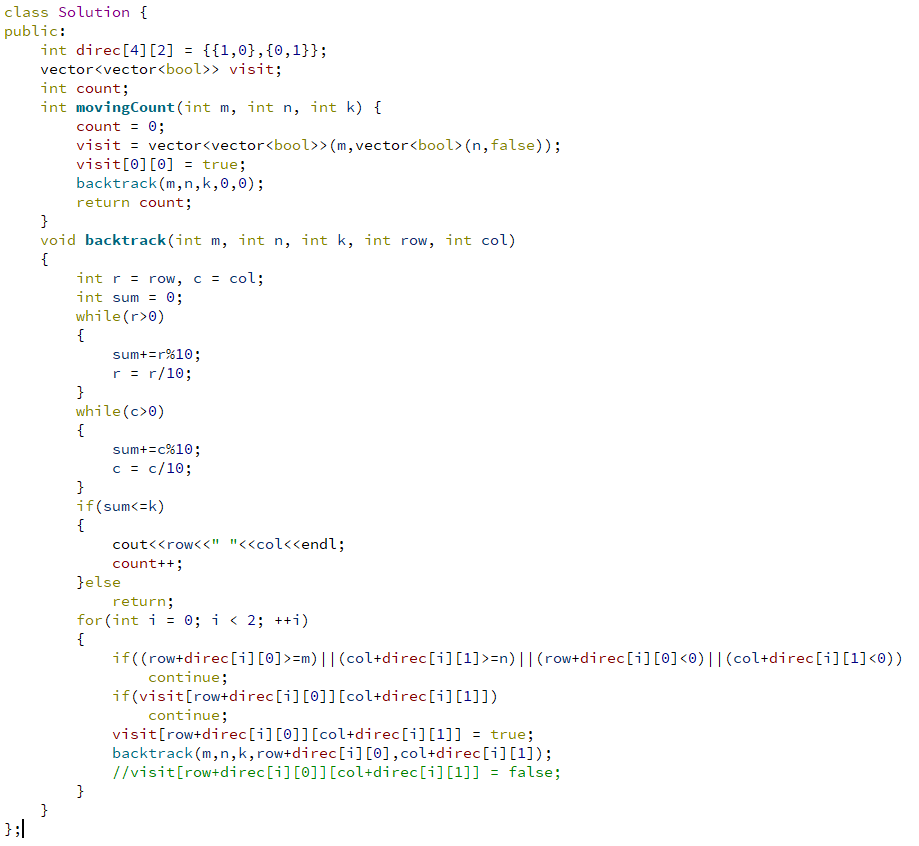 class Solution {
public:
    int direc[4][2] = {{1,0},{0,1}};
    vector<vector<bool>> visit;
    int count;
    int movingCount(int m, int n, int k) {
        count = 0;
        visit = vector<vector<bool>>(m,vector<bool>(n,false));
        visit[0][0] = true;
        backtrack(m,n,k,0,0);
        return count;
    }
    void backtrack(int m, int n, int k, int row, int col)
    {
        int r = row, c = col;
        int sum = 0;
        while(r>0)
        {
            sum+=r%10;
            r = r/10;
        }
        while(c>0)
        {
            sum+=c%10;
            c = c/10;
        }
        if(sum<=k)
        {
            cout<<row<<" "<<col<<endl;
            count++;
        }else
            return;
        for(int i = 0; i < 2; ++i)
        {
            if((row+direc[i][0]>=m)||(col+direc[i][1]>=n)||(row+direc[i][0]<0)||(col+direc[i][1]<0))
                continue;
            if(visit[row+direc[i][0]][col+direc[i][1]])
                continue;
            visit[row+direc[i][0]][col+direc[i][1]] = true;
            backtrack(m,n,k,row+direc[i][0],col+direc[i][1]);
            //visit[row+direc[i][0]][col+direc[i][1]] = false;
        }
    }
};